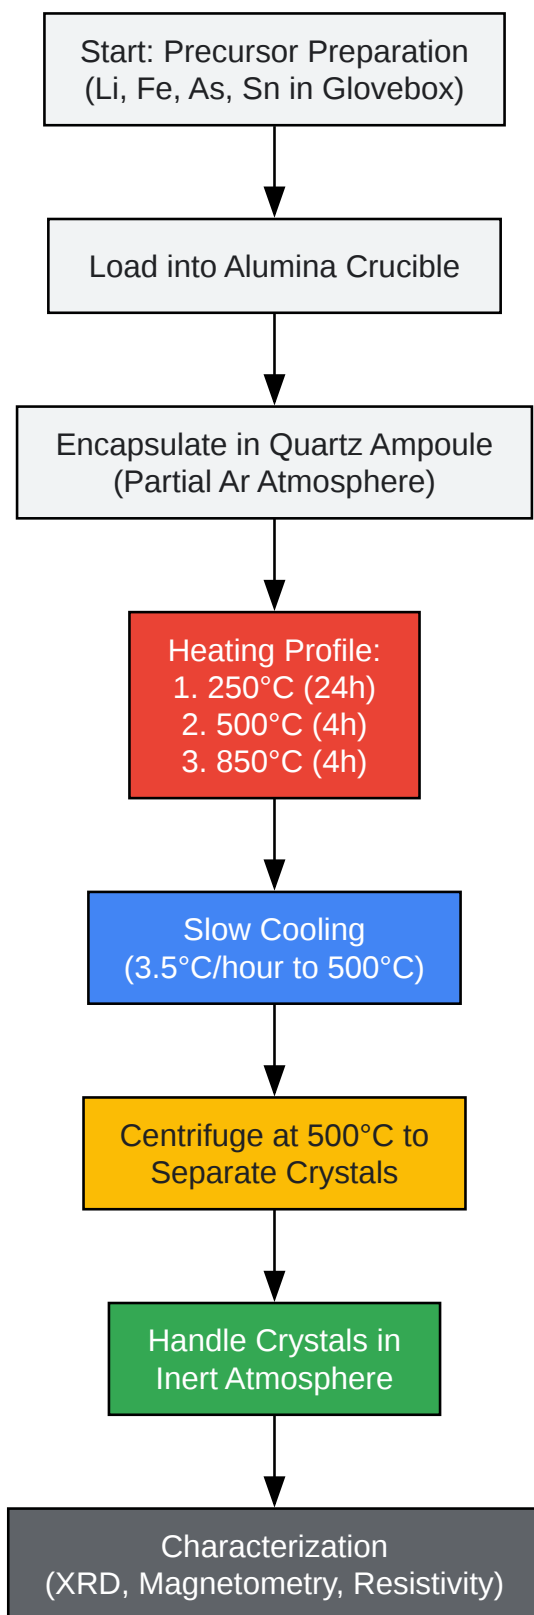 Start: Precursor Preparation
(Li, Fe, As, Sn in Glovebox)
Load into Alumina Crucible
Encapsulate in Quartz Ampoule
(Partial Ar Atmosphere)
Heating Profile:
1. 250°C (24h)
2. 500°C (4h)
3. 850°C (4h)
Slow Cooling
(3.5°C/hour to 500°C)
Centrifuge at 500°C to
Separate Crystals
Handle Crystals in
Inert Atmosphere
Characterization
(XRD, Magnetometry, Resistivity)